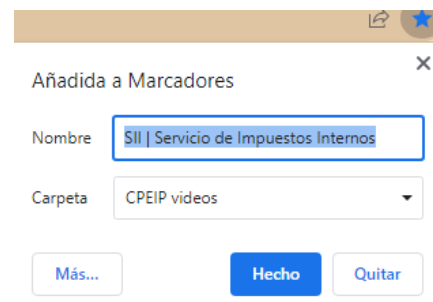 Añadida a Marcadores
Nombre SII | Servicio de Impuestos Internos
Carpeta CPEIP videos
Más... Hecho Quitar